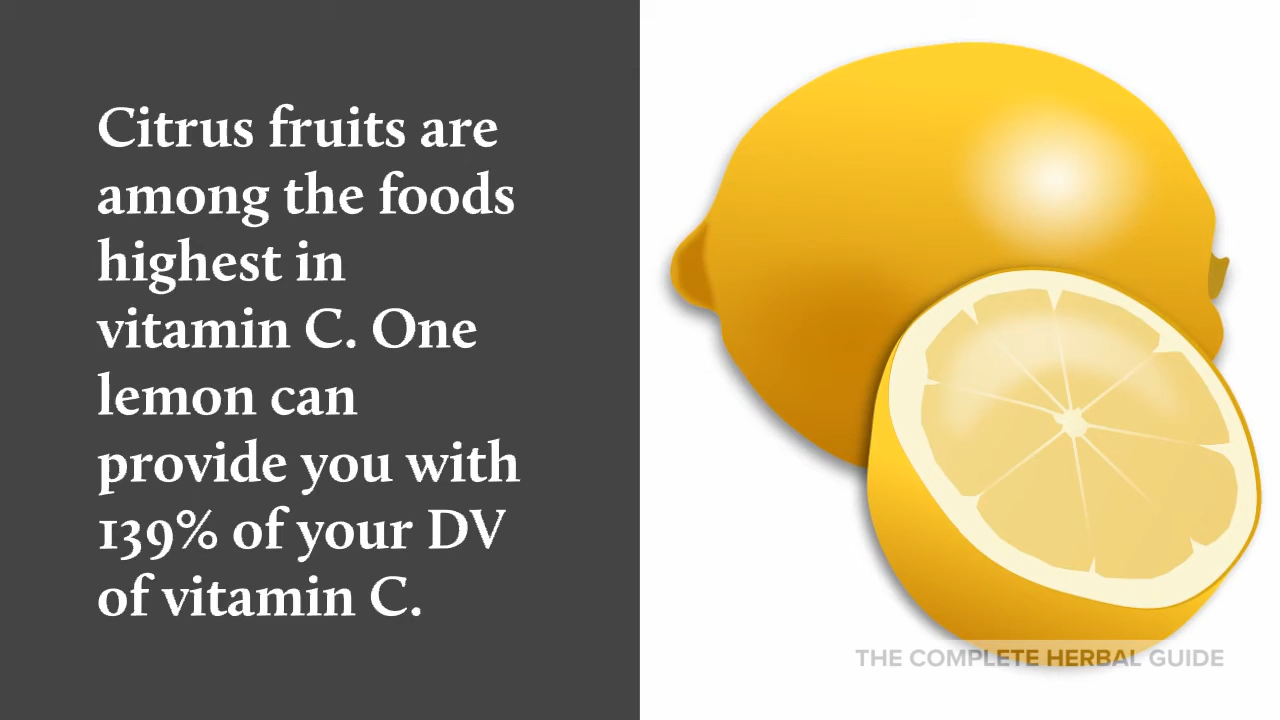 Citrus fruits are
among the foods
highest in
vitamin C. One
lemon can
provide you with
139% of your DV
of vitamin C.
THE COMPLETE HERBAL GUIDE